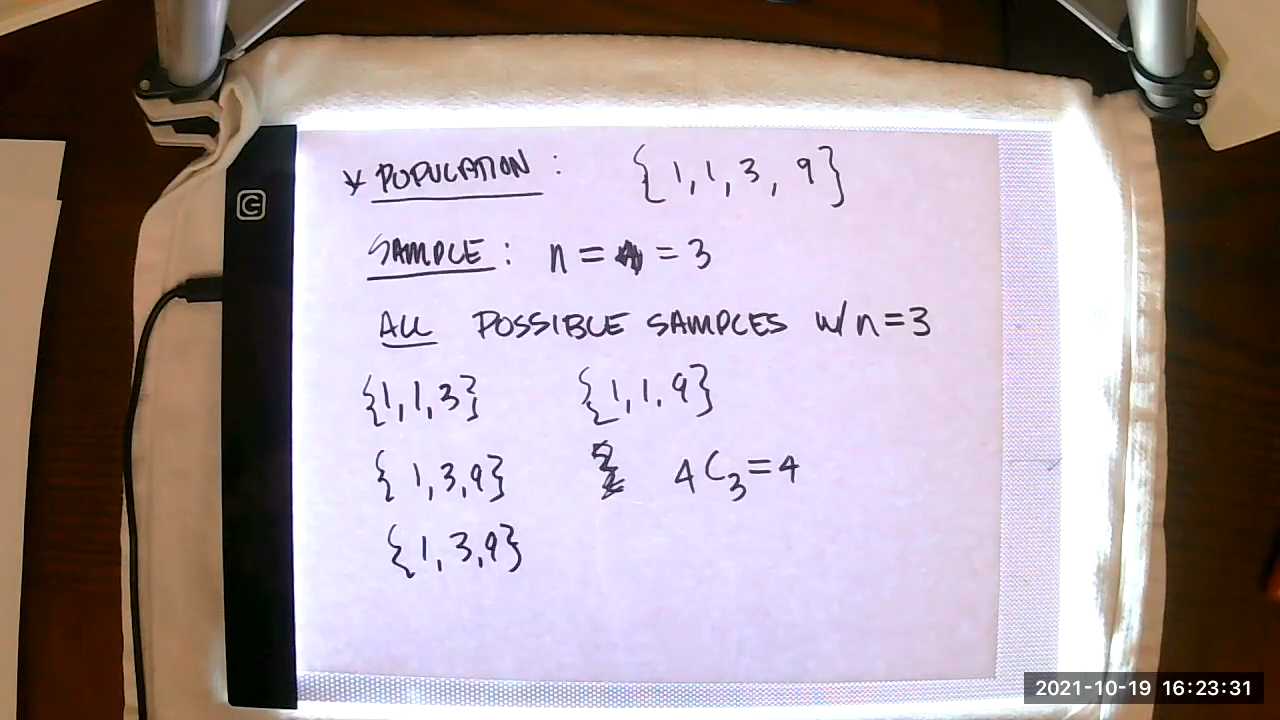 * POPULATION : {1,1,3,9}
SAMPLE : n = = 3
ALL POSSIBLE SAMPLES w/ n=3
{1,1,3} {1,1,9}
{1,3,9} 4C3=4
{1,3,9}
2021-10-19 16:23:31